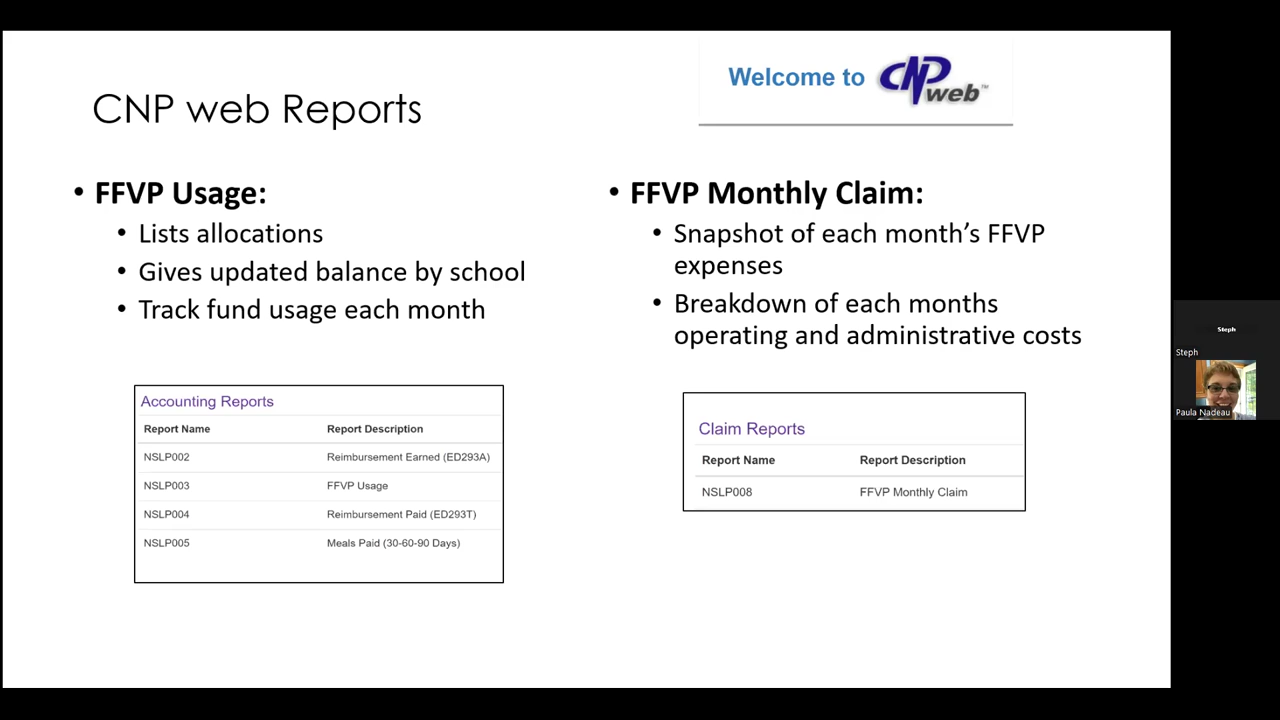 Welcome to CNP web™
CNP web Reports
• FFVP Usage:
• Lists allocations
• Gives updated balance by school
• Track fund usage each month
• FFVP Monthly Claim:
• Snapshot of each month’s FFVP
expenses
• Breakdown of each months
operating and administrative costs
Accounting Reports
Report Name Report Description
NSLP002 Reimbursement Earned (ED293A)
NSLP003 FFVP Usage
NSLP004 Reimbursement Paid (ED293T)
NSLP005 Meals Paid (30-60-90 Days)
Claim Reports
Report Name Report Description
NSLP008 FFVP Monthly Claim
Steph
Steph
Paula Nadeau